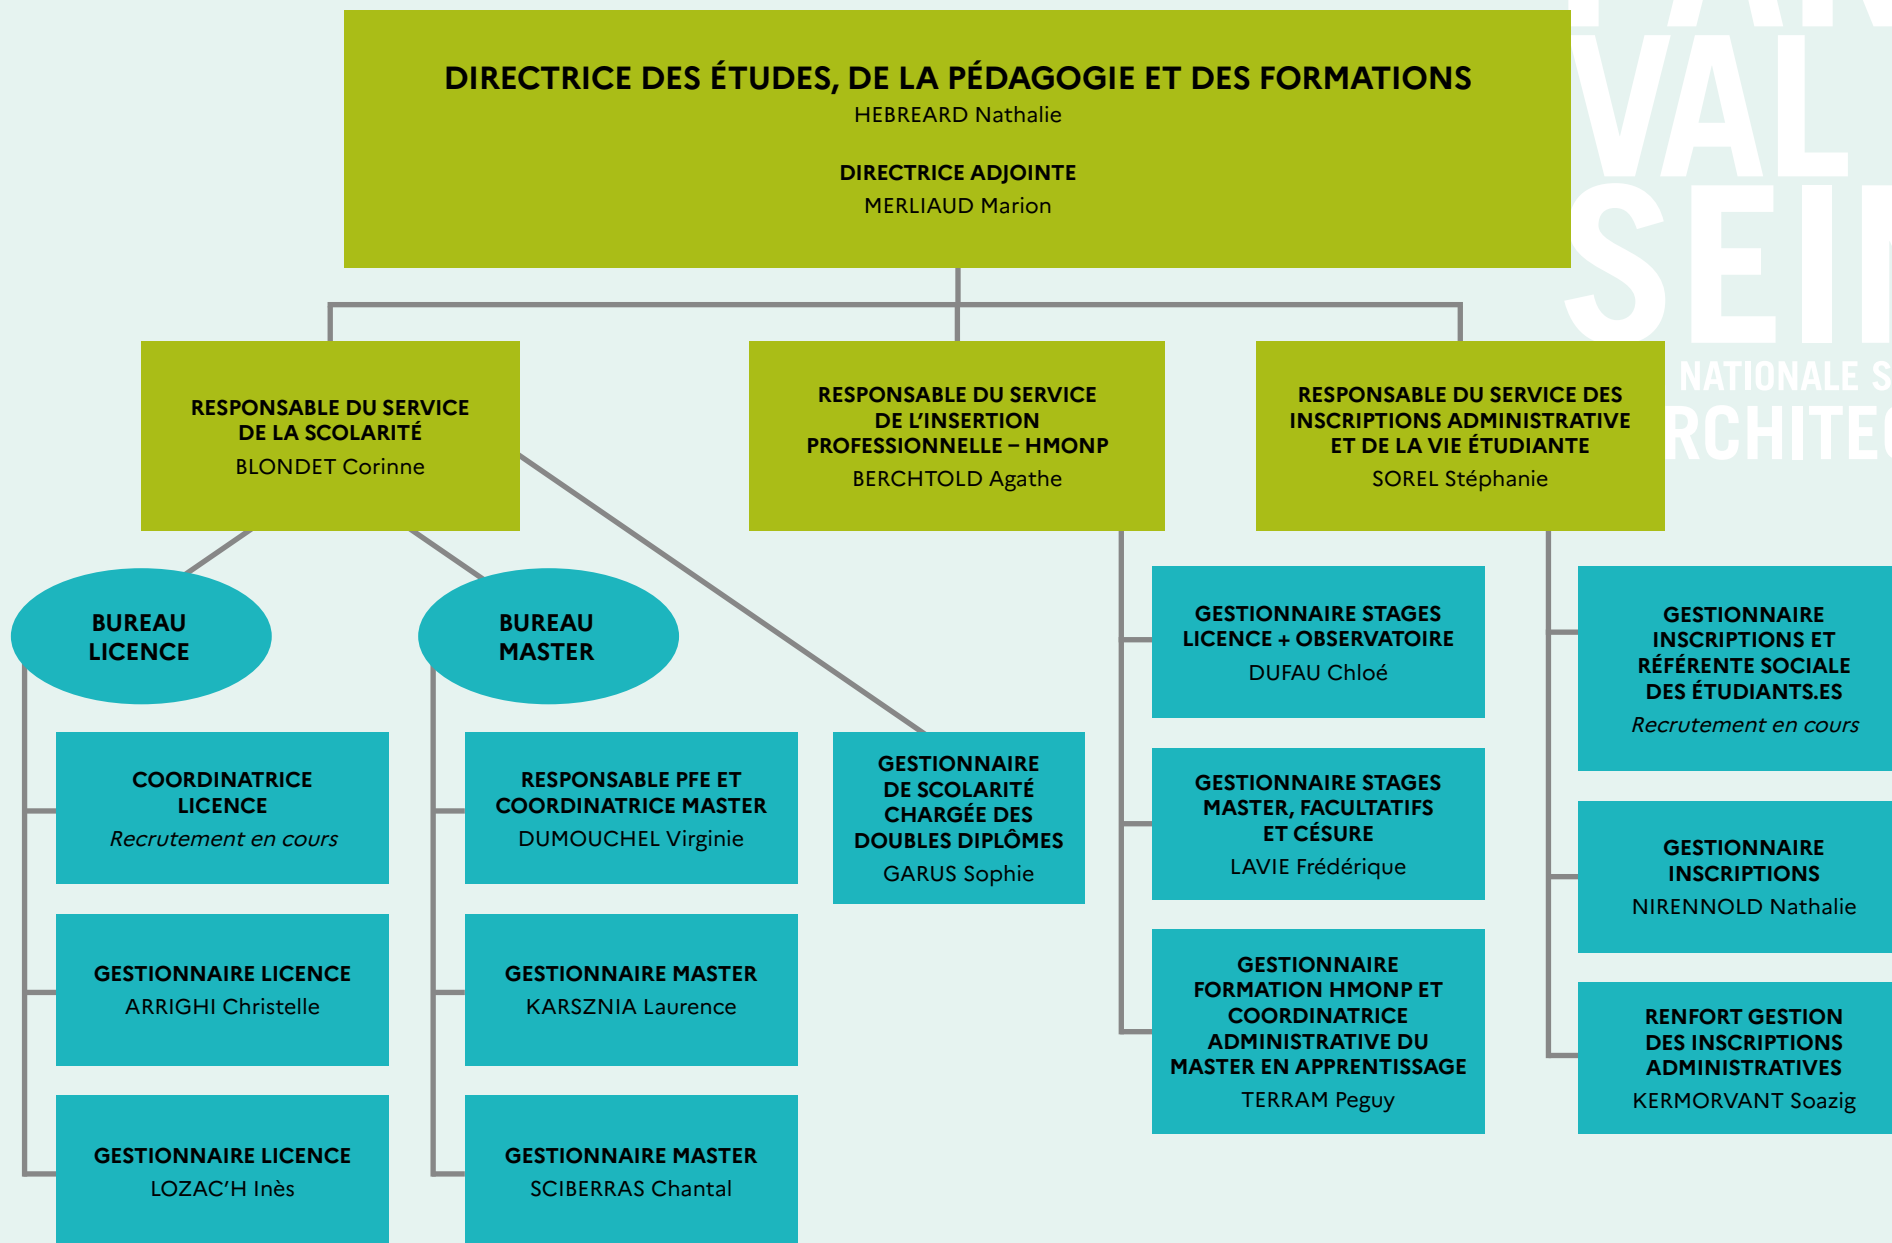 DIRECTRICE DES ÉTUDES, DE LA PÉDAGOGIE ET DES FORMATIONS
HEBREARD Nathalie
DIRECTRICE ADJOINTE
MERLIAUD Marion
VAL
NATIONALE
RESPONSABLE DU SERVICE
DE LA SCOLARITÉ
BLONDET Corinne
RESPONSABLE DU SERVICE
DE L’INSERTION
PROFESSIONNELLE – HMONP
BERCHTOLD Agathe
RESPONSABLE DU SERVICE DES
INSCRIPTIONS ADMINISTRATIVE
ET DE LA VIE ÉTUDIANTE
SOREL Stéphanie
BUREAU
LICENCE
COORDINATRICE
LICENCE
Recrutement en cours
GESTIONNAIRE LICENCE
ARRIGHI Christelle
GESTIONNAIRE LICENCE
LOZAC’H Inès
BUREAU
MASTER
RESPONSABLE PFE ET
COORDINATRICE MASTER
DUMOUCHEL Virginie
GESTIONNAIRE MASTER
KARSZNIA Laurence
GESTIONNAIRE MASTER
SCIBERRAS Chantal
GESTIONNAIRE
DE SCOLARITÉ
CHARGÉE DES
DOUBLES DIPLÔMES
GARUS Sophie
GESTIONNAIRE STAGES
LICENCE + OBSERVATOIRE
DUFAU Chloé
GESTIONNAIRE STAGES
MASTER, FACULTATIFS
ET CÉSURE
LAVIE Frédérique
GESTIONNAIRE
FORMATION HMONP ET
COORDINATRICE
ADMINISTRATIVE DU
MASTER EN APPRENTISSAGE
TERRAM Peguy
GESTIONNAIRE
INSCRIPTIONS ET
RÉFÉRENTE SOCIALE
DES ÉTUDIANTS.ES
Recrutement en cours
GESTIONNAIRE
INSCRIPTIONS
NIRENNOLD Nathalie
RENFORT GESTION
DES INSCRIPTIONS
ADMINISTRATIVES
KERMORVANT Soazig